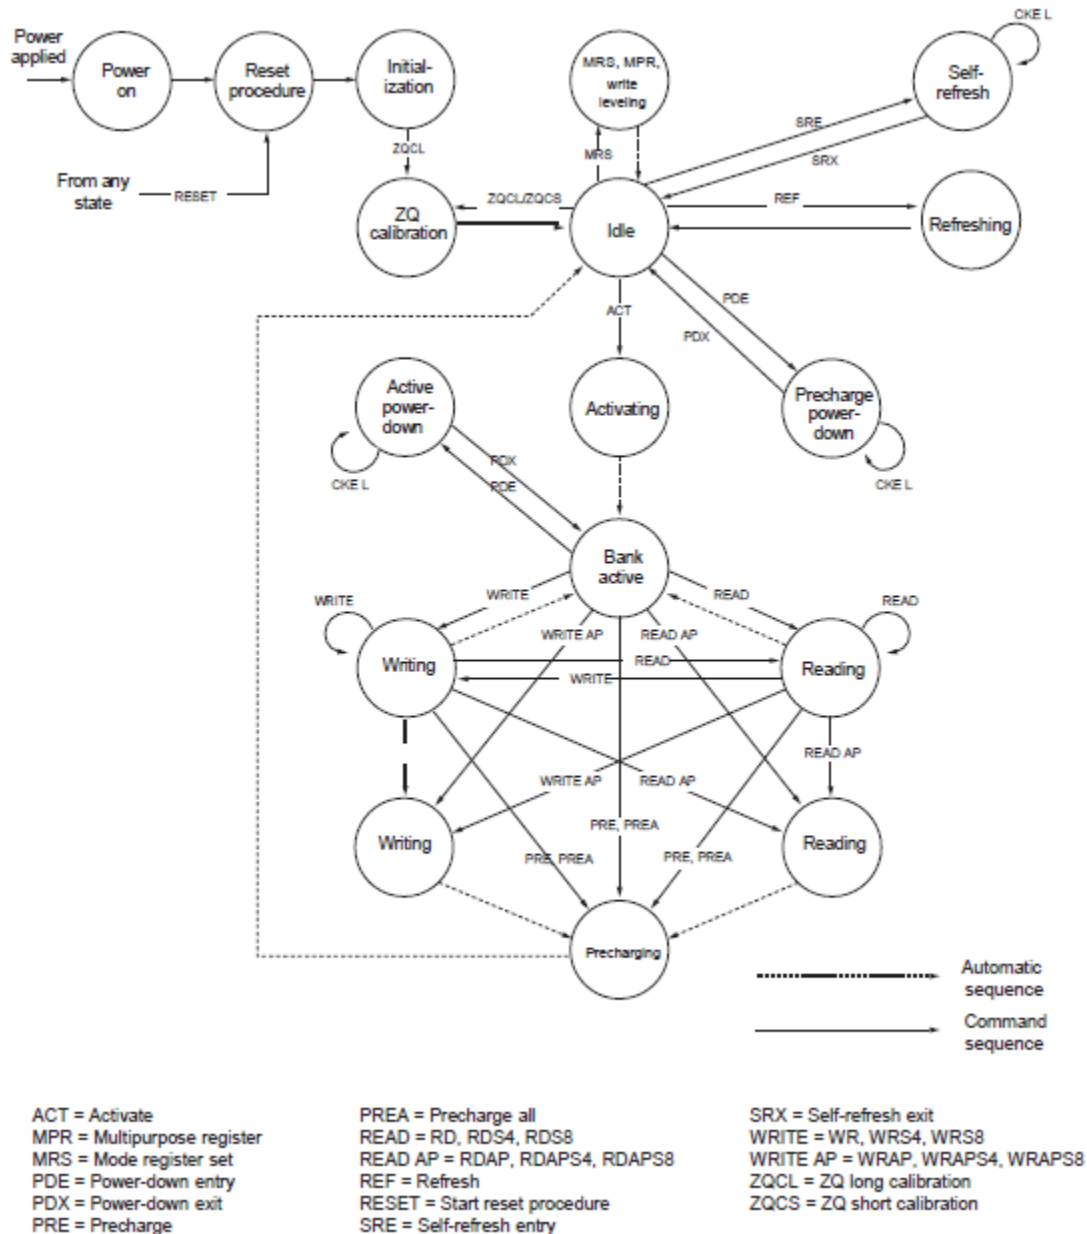 Power
applied
Power
on
Reset
procedure
Initial-
ization
MRS, MPR,
write
leveling
Self-
refresh
CKE L
ZQCL
MRS
SRE
SRX
From any
state
RESET
ZQ
calibration
ZQCL/ZQCS
Idle
REF
Refreshing
ACT
PDE
PDX
Active
power-
down
Activating
Precharge
power-
down
CKE L
CKE L
PDX
PDE
Bank
active
WRITE
WRITE
READ
READ
WRITE AP
READ AP
Writing
READ
WRITE
Reading
READ AP
WRITE AP
READ AP
Writing
PRE, PREA
Reading
PRE, PREA
PRE, PREA
Precharging
Automatic
sequence
Command
sequence
ACT = Activate
MPR = Multipurpose register
MRS = Mode register set
PDE = Power-down entry
PDX = Power-down exit
PRE = Precharge
PREA = Precharge all
READ = RD, RDS4, RDS8
READ AP = RDAP, RDAPS4, RDAPS8
REF = Refresh
RESET = Start reset procedure
SRE = Self-refresh entry
SRX = Self-refresh exit
WRITE = WR, WRS4, WRS8
WRITE AP = WRAP, WRAPS4, WRAPS8
ZQCL = ZQ long calibration
ZQCS = ZQ short calibration